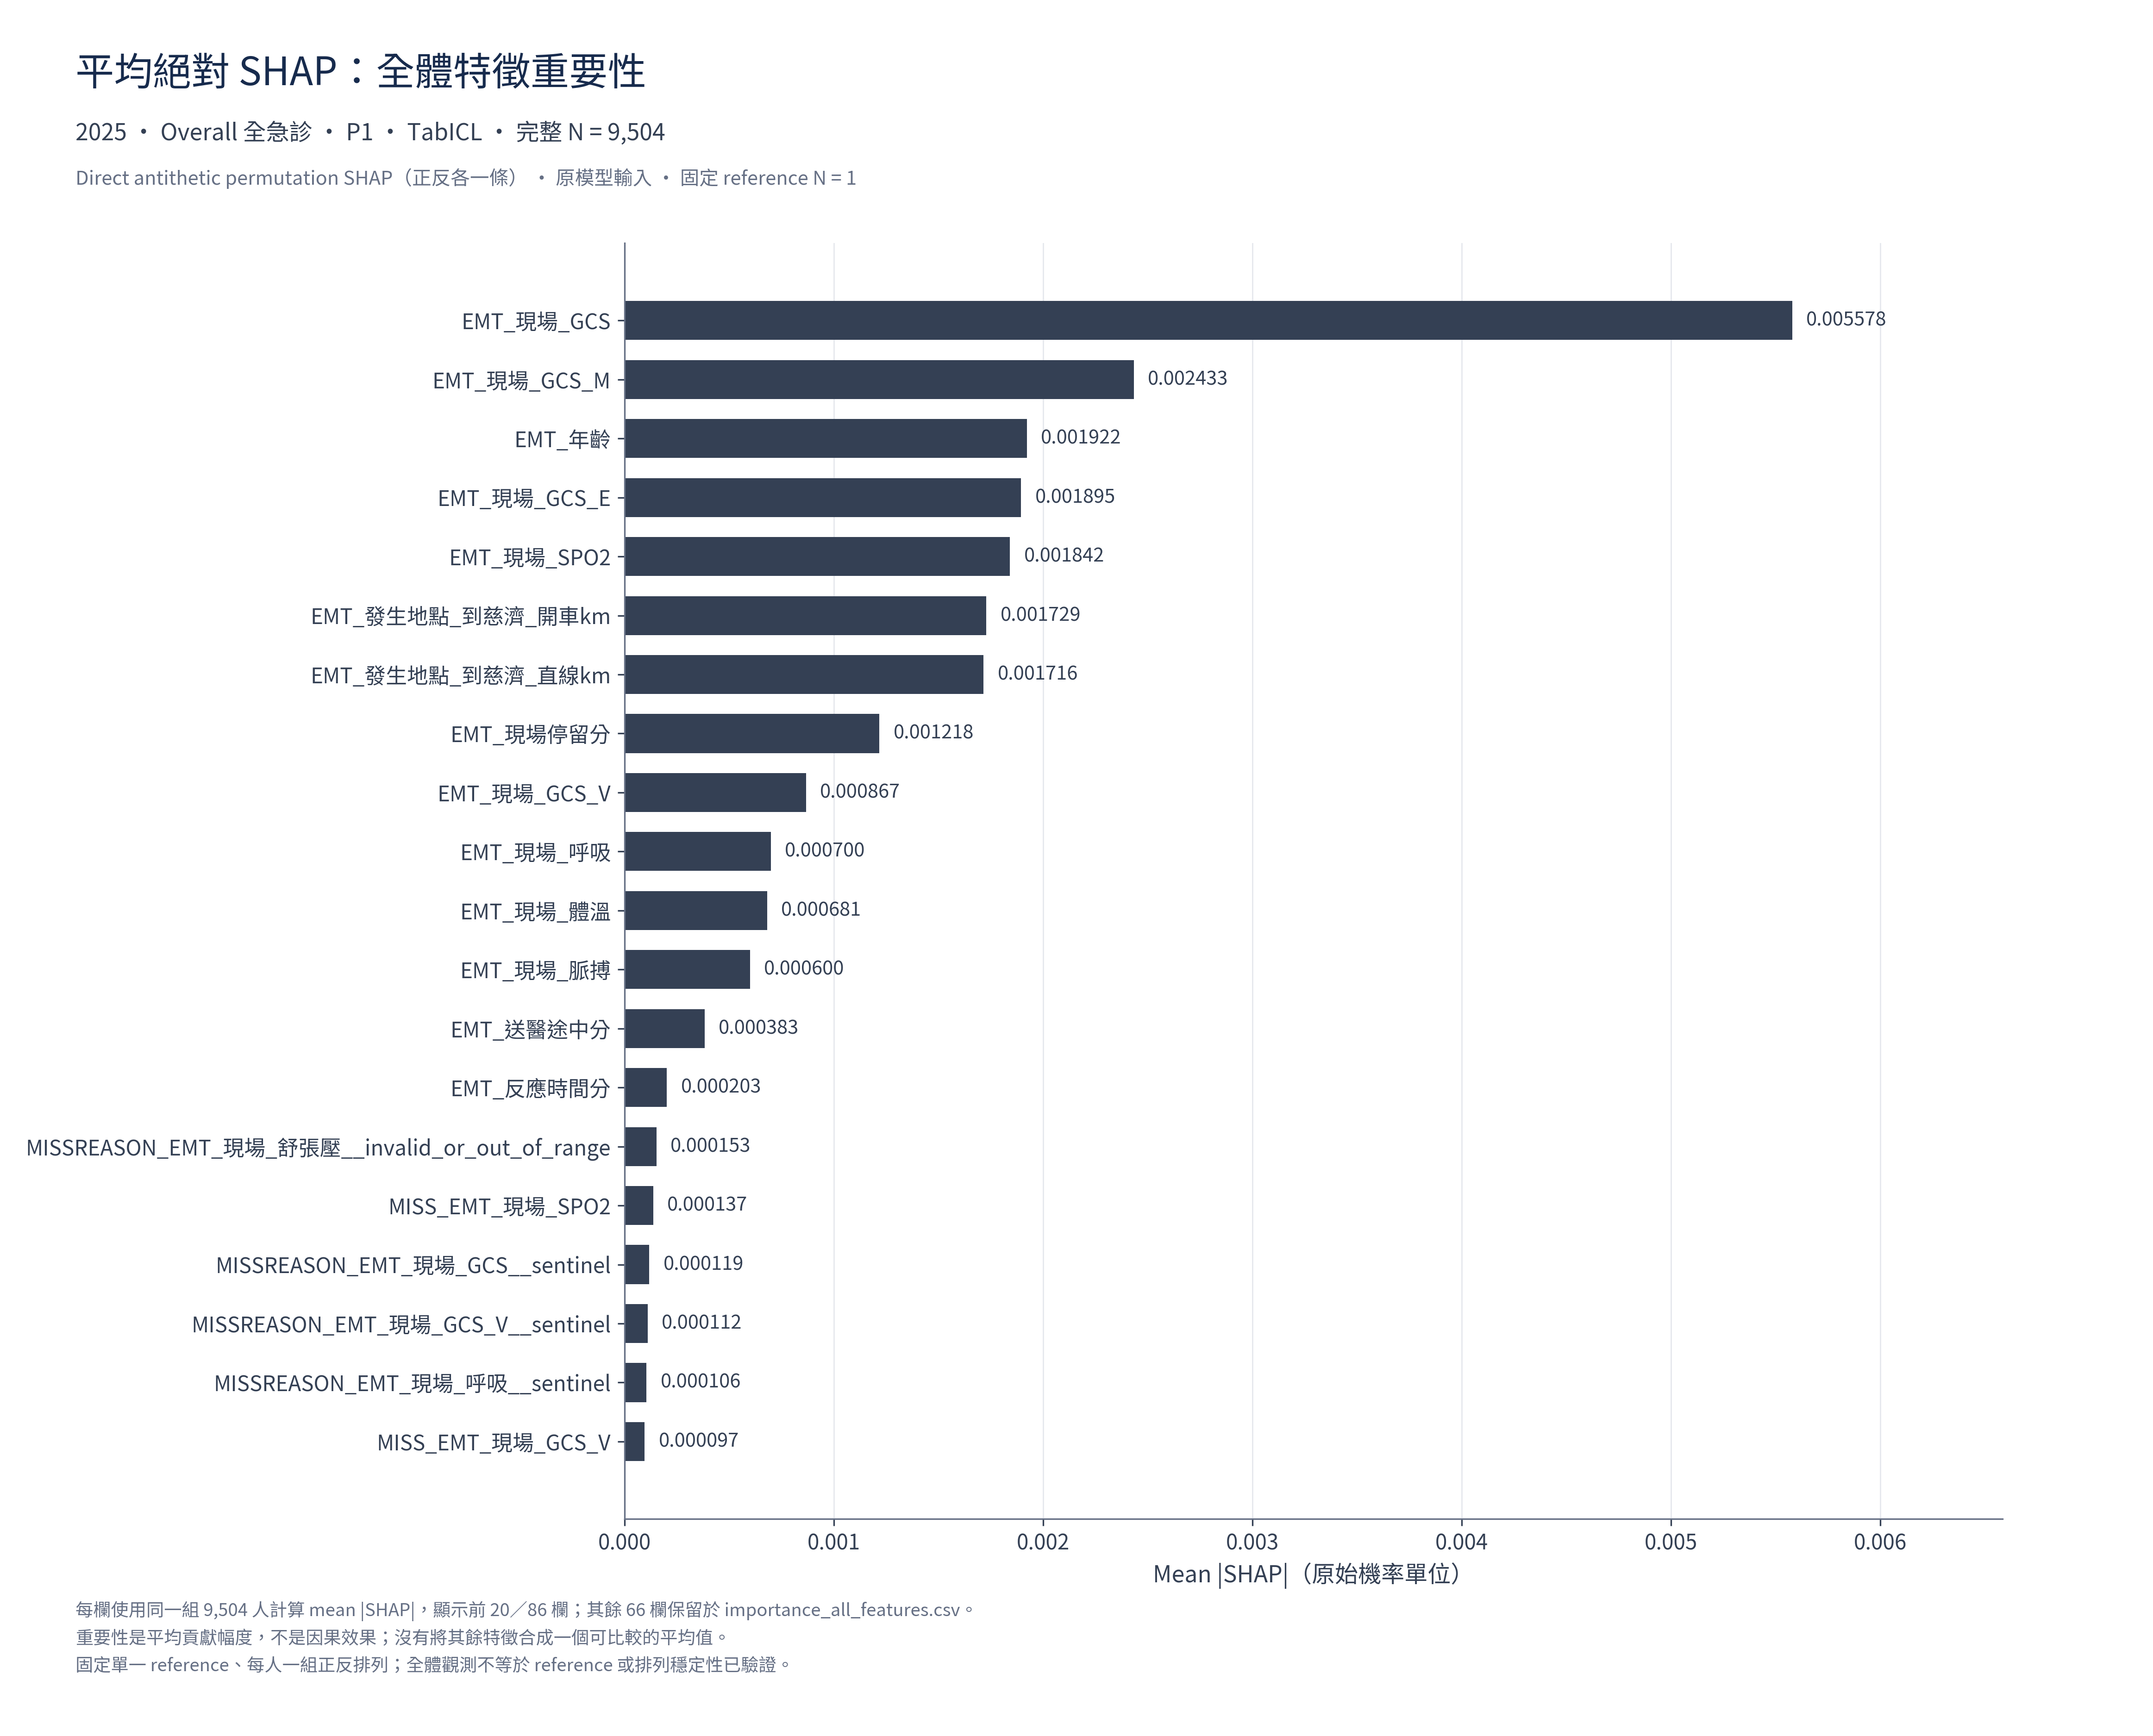 平均絕對 SHAP：全體特徵重要性
2025 • Overall 全急診 • P1 • TabICL • 完整 N = 9,504
Direct antithetic permutation SHAP（正反各一條） • 原模型輸入 • 固定 reference N = 1
EMT_現場_GCS 0.005578
EMT_現場_GCS_M 0.002433
EMT_年齡 0.001922
EMT_現場_GCS_E 0.001895
EMT_現場_SPO2 0.001842
EMT_發生地點_到慈濟_開車km 0.001729
EMT_發生地點_到慈濟_直線km 0.001716
EMT_現場停留分 0.001218
EMT_現場_GCS_V 0.000867
EMT_現場_呼吸 0.000700
EMT_現場_體溫 0.000681
EMT_現場_脈搏 0.000600
EMT_送醫途中分 0.000383
EMT_反應時間分 0.000203
MISSREASON_EMT_現場_舒張壓__invalid_or_out_of_range 0.000153
MISS_EMT_現場_SPO2 0.000137
MISSREASON_EMT_現場_GCS__sentinel 0.000119
MISSREASON_EMT_現場_GCS_V__sentinel 0.000112
MISSREASON_EMT_現場_呼吸__sentinel 0.000106
MISS_EMT_現場_GCS_V 0.000097
0.000 0.001 0.002 0.003 0.004 0.005 0.006
Mean |SHAP|（原始機率單位）
每欄使用同一組 9,504 人計算 mean |SHAP|，顯示前 20／86 欄；其餘 66 欄保留於 importance_all_features.csv。
重要性是平均貢獻幅度，不是因果效果；沒有將其餘特徵合成一個可比較的平均值。
固定單一 reference、每人一組正反排列；全體觀測不等於 reference 或排列穩定性已驗證。